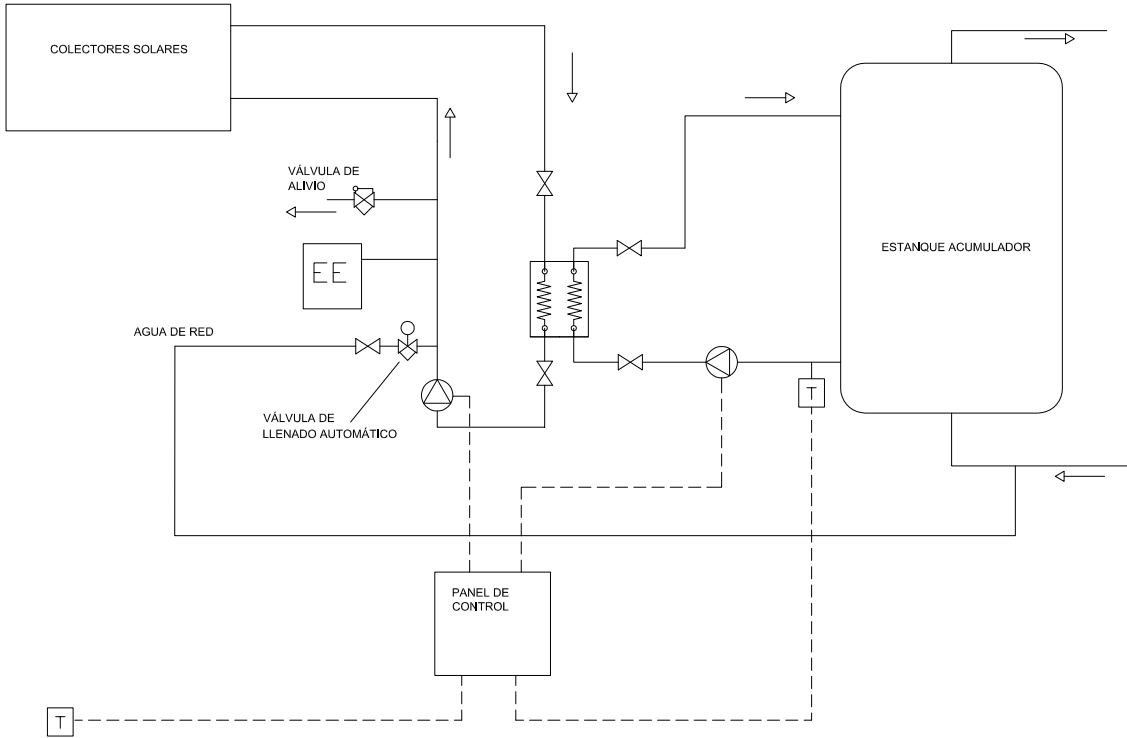 COLECTORES SOLARES
VÁLVULA DE
ALIVIO
EE
ESTANQUE ACUMULADOR
AGUA DE RED
VÁLVULA DE
LLENADO AUTOMÁTICO
T
PANEL DE
CONTROL
T